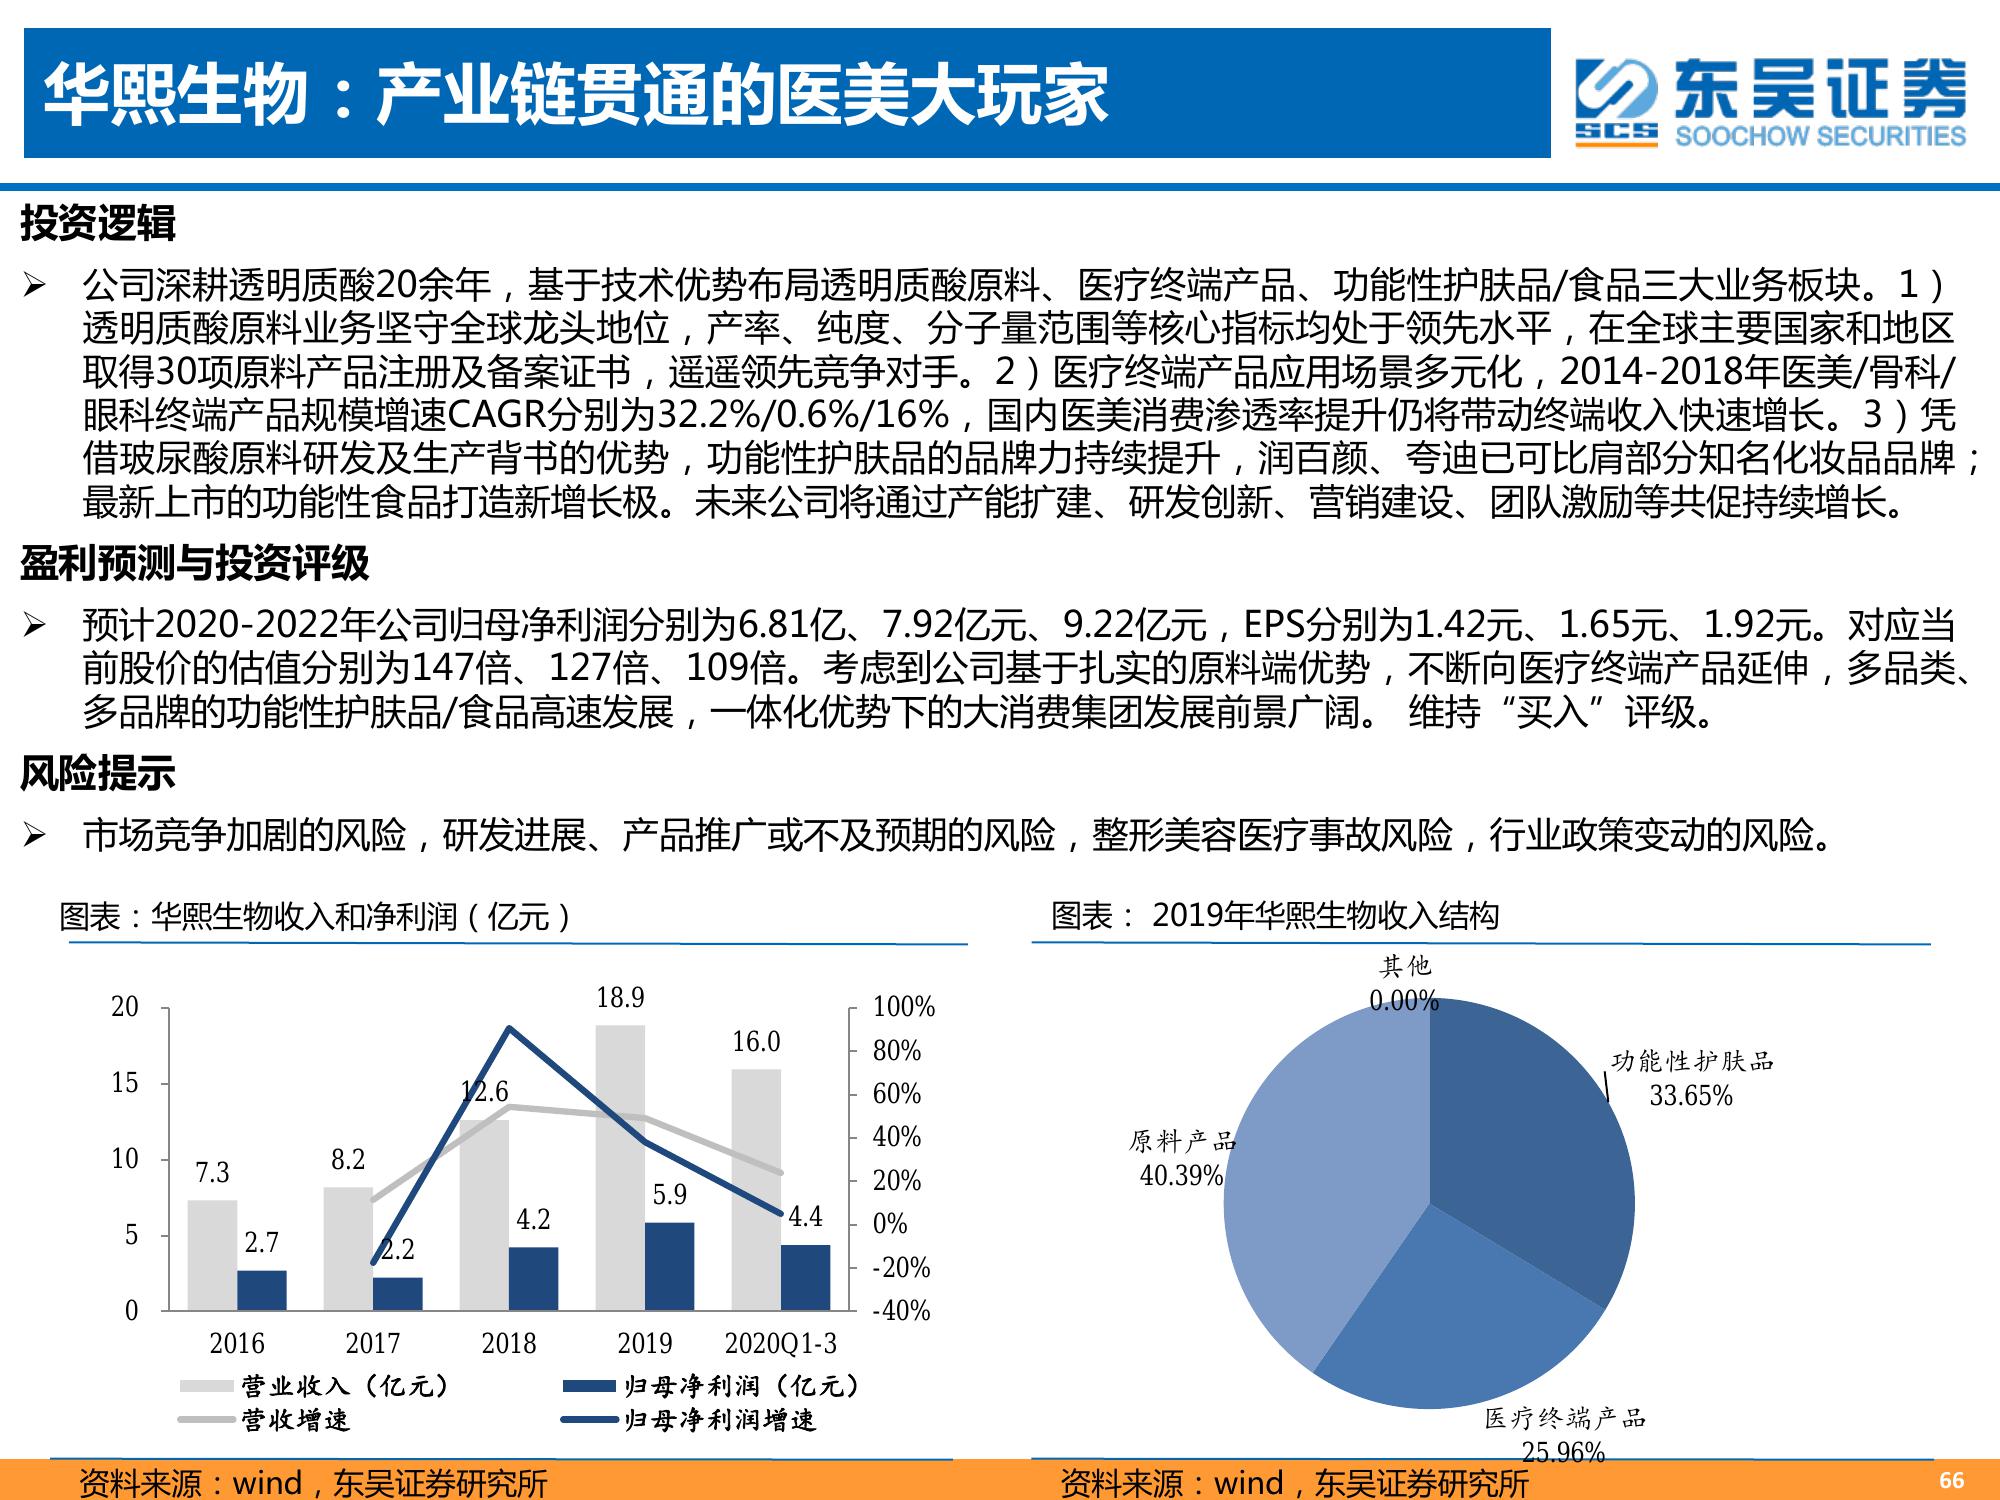 华熙生物：产业链贯通的医美大玩家
东吴证券
SCS
SOOCHOW SECURITIES
投资逻辑
➢ 公司深耕透明质酸20余年，基于技术优势布局透明质酸原料、医疗终端产品、功能性护肤品/食品三大业务板块。1）
透明质酸原料业务坚守全球龙头地位，产率、纯度、分子量范围等核心指标均处于领先水平，在全球主要国家和地区
取得30项原料产品注册及备案证书，遥遥领先竞争对手。2）医疗终端产品应用场景多元化，2014-2018年医美/骨科/
眼科终端产品规模增速CAGR分别为32.2%/0.6%/16%，国内医美消费渗透率提升仍将带动终端收入快速增长。3）凭
借玻尿酸原料研发及生产背书的优势，功能性护肤品的品牌力持续提升，润百颜、夸迪已可比肩部分知名化妆品品牌；
最新上市的功能性食品打造新增长极。未来公司将通过产能扩建、研发创新、营销建设、团队激励等共促持续增长。
盈利预测与投资评级
➢ 预计2020-2022年公司归母净利润分别为6.81亿、7.92亿元、9.22亿元，EPS分别为1.42元、1.65元、1.92元。对应当
前股价的估值分别为147倍、127倍、109倍。考虑到公司基于扎实的原料端优势，不断向医疗终端产品延伸，多品类、
多品牌的功能性护肤品/食品高速发展，一体化优势下的大消费集团发展前景广阔。 维持“买入”评级。
风险提示
➢ 市场竞争加剧的风险，研发进展、产品推广或不及预期的风险，整形美容医疗事故风险，行业政策变动的风险。
图表：华熙生物收入和净利润（亿元）
20
15
10
5
0
100%
80%
60%
40%
20%
0%
-20%
-40%
7.3
8.2
12.6
18.9
16.0
2.7
2.2
4.2
5.9
4.4
2016
2017
2018
2019
2020Q1-3
营业收入（亿元）
归母净利润（亿元）
营收增速
归母净利润增速
资料来源：wind，东吴证券研究所
图表： 2019年华熙生物收入结构
其他
0.00%
功能性护肤品
33.65%
原料产品
40.39%
医疗终端产品
25.96%
资料来源：wind，东吴证券研究所
66